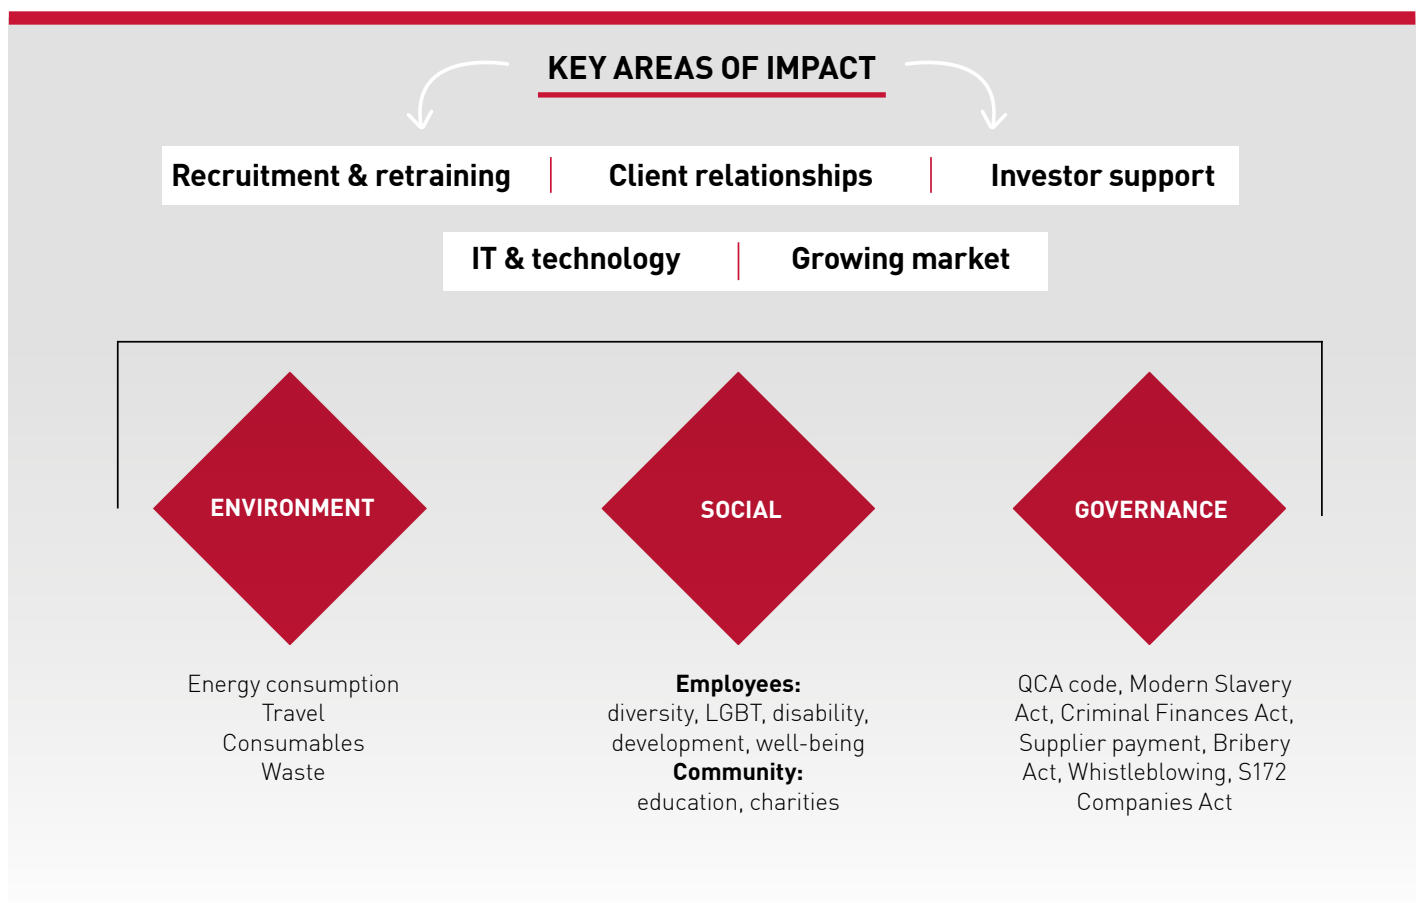 KEY AREAS OF IMPACT
Recruitment & retraining
Client relationships
Investor support
IT & technology
Growing market
ENVIRONMENT
Energy consumption
Travel
Consumables
Waste
SOCIAL
Employees:
diversity, LGBT, disability,
development, well-being
Community:
education, charities
GOVERNANCE
QCA code, Modern Slavery
Act, Criminal Finances Act,
Supplier payment, Bribery
Act, Whistleblowing, S172
Companies Act